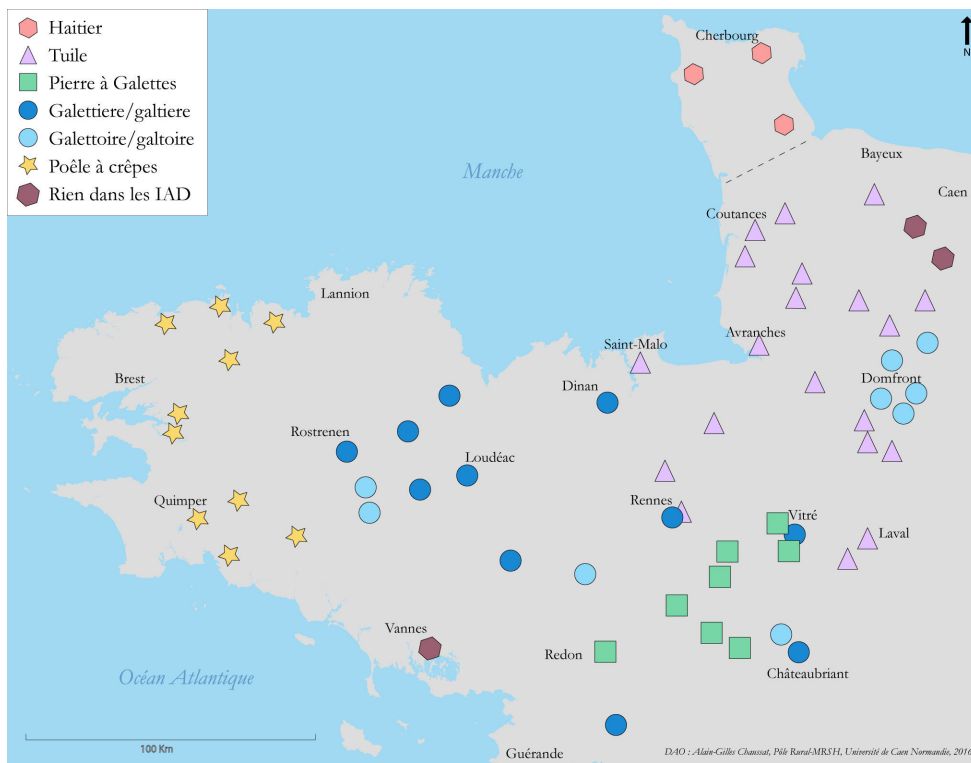 Haitier
Tuile
Pierre à Galettes
Galettiere/galtiere
Galettoire/galtoire
Poêle à crêpes
Rien dans les IAD
Cherbourg
N
Manche
Bayeux
Caen
Coutances
Lannion
Avranches
Saint-Malo
Brest
Dinan
Domfront
Rostrenen
Loudéac
Quimper
Rennes
Vitré
Laval
Vannes
Redon
Océan Atlantique
Châteaubriant
100 Km
Guérande
DAO : Alain-Gilles Chaussat, Pôle Rural-MRSH, Université de Caen Normandie, 2016